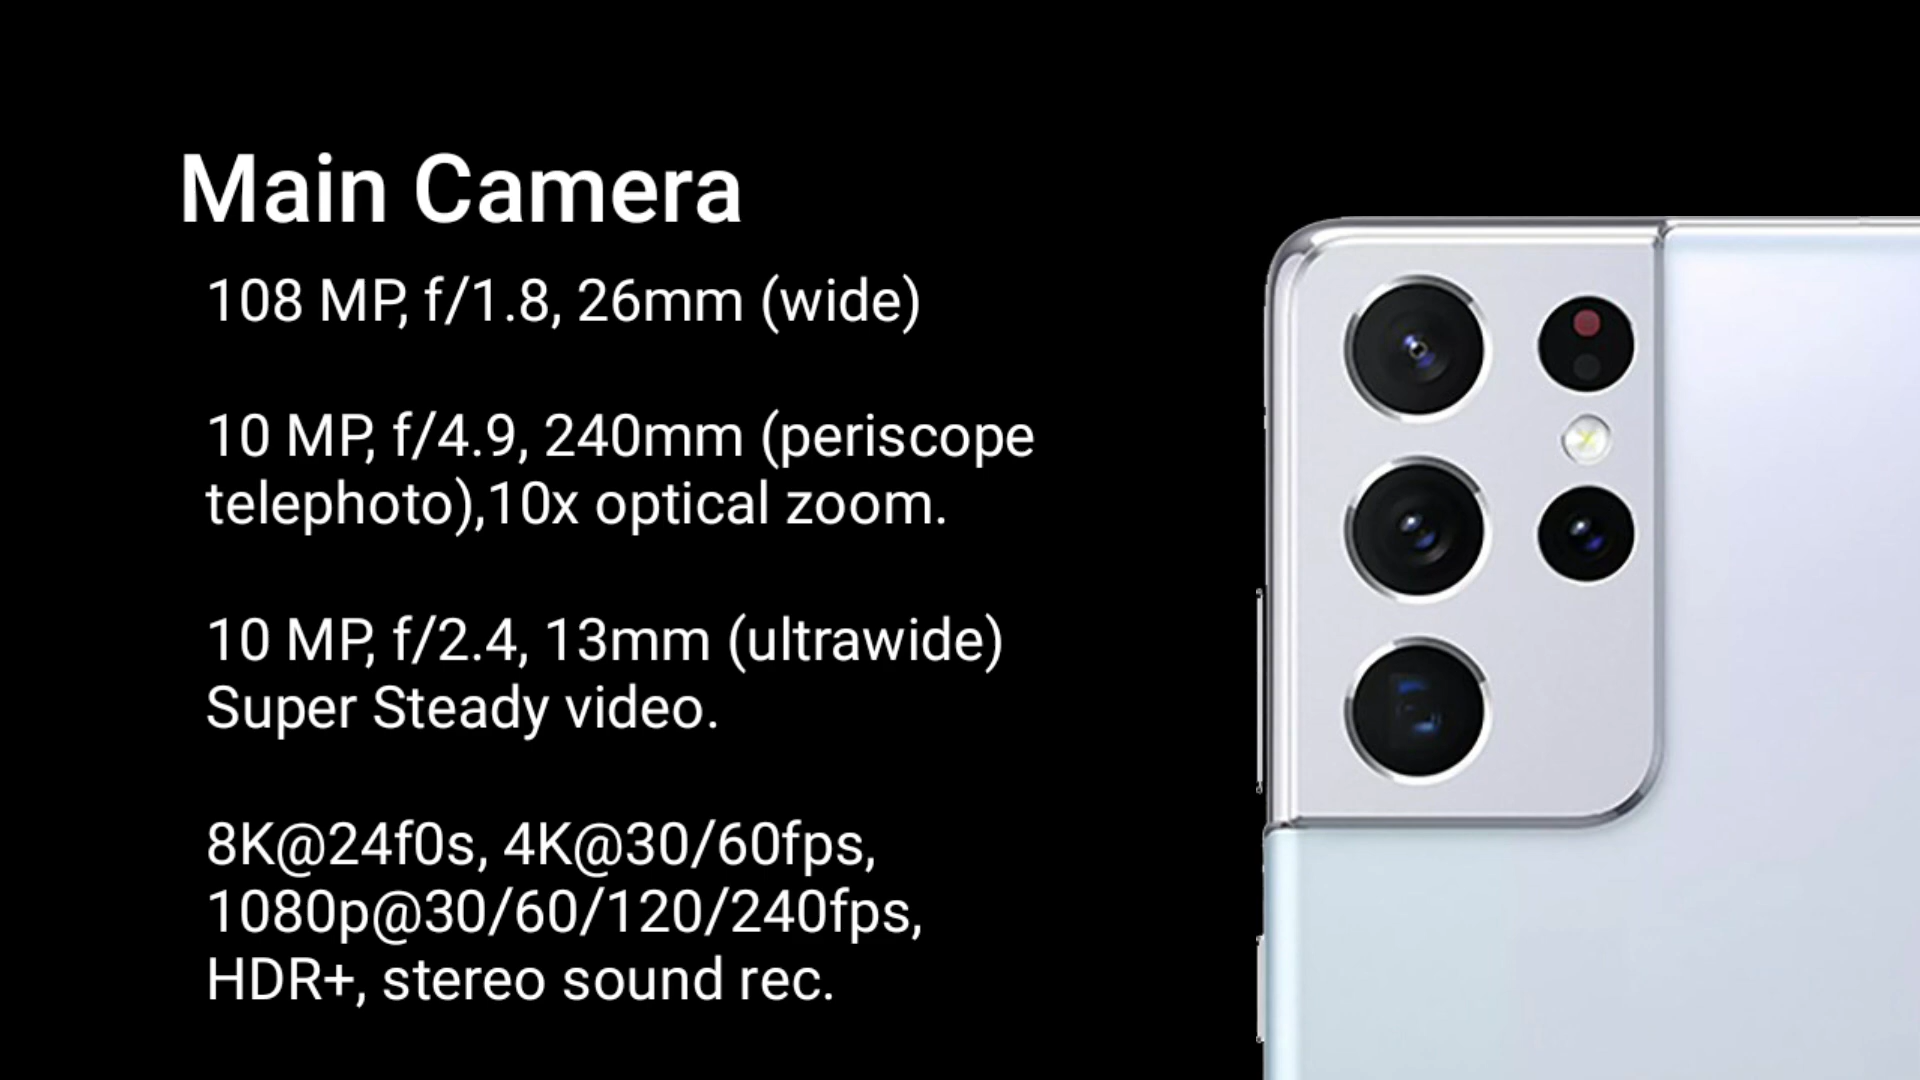 Main Camera
108 MP, f/1.8, 26mm (wide)
10 MP, f/4.9, 240mm (periscope
telephoto),10x optical zoom.
10 MP, f/2.4, 13mm (ultrawide)
Super Steady video.
8K@24f0s, 4K@30/60fps,
1080p@30/60/120/240fps,
HDR+, stereo sound rec.